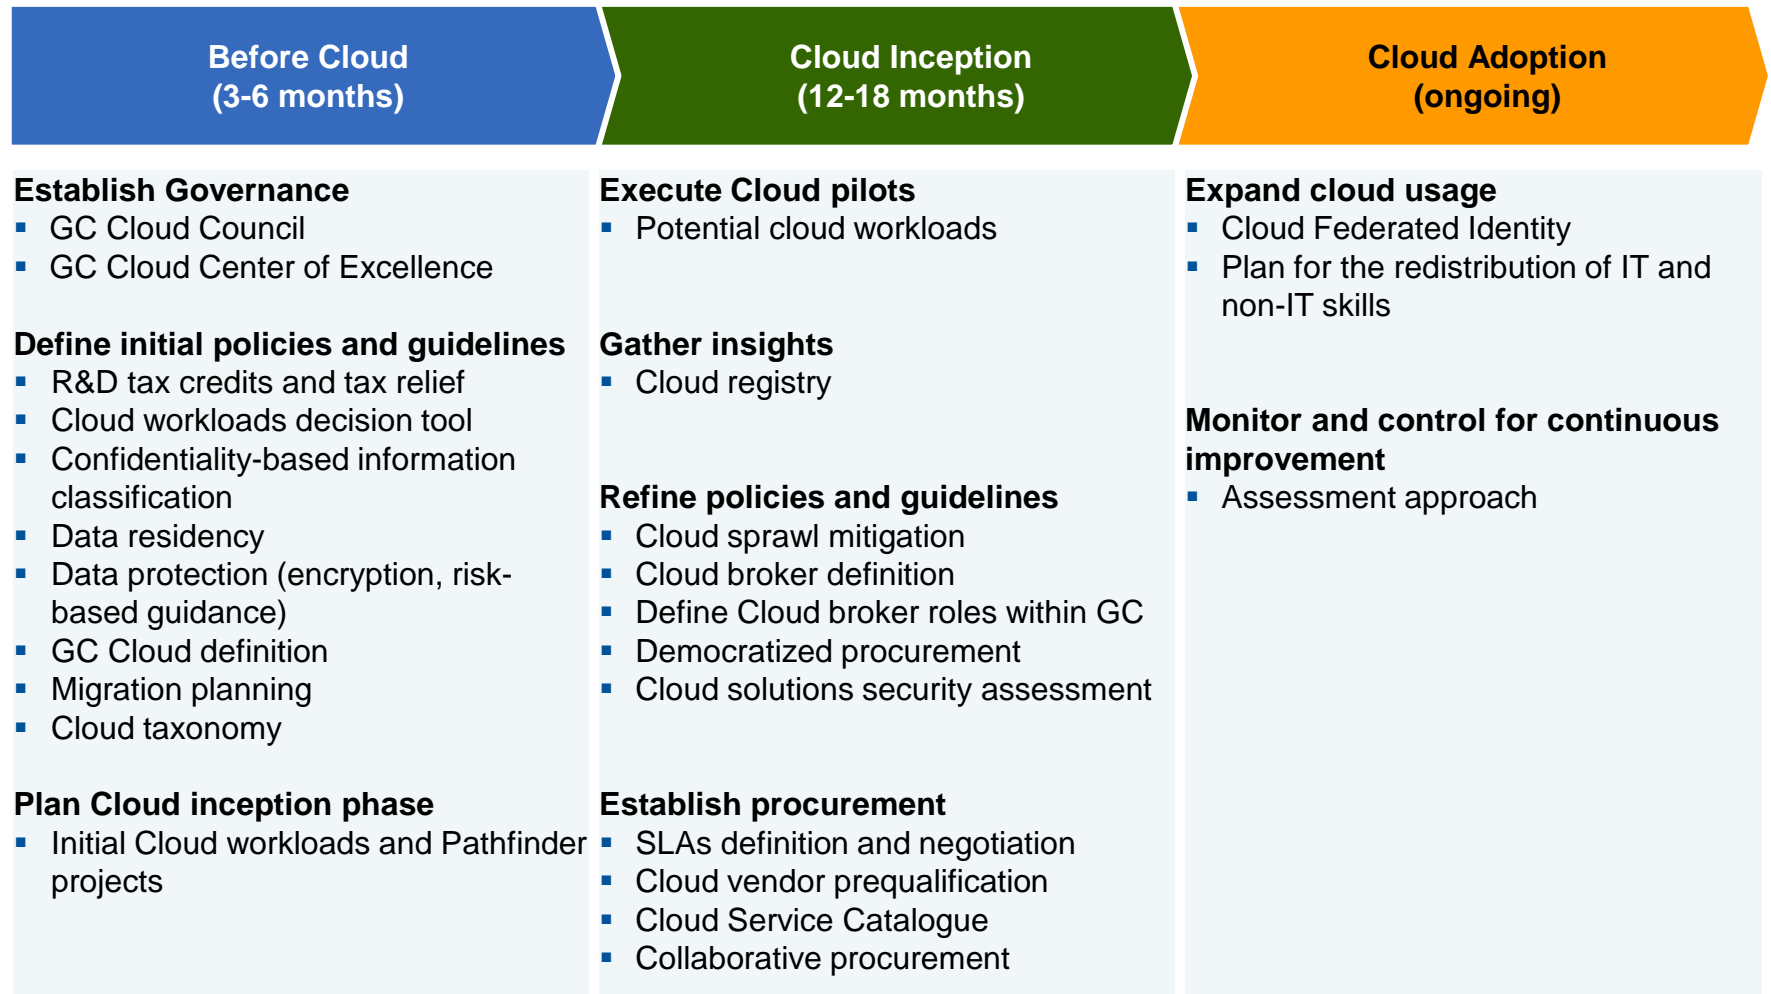 Before Cloud
(3-6 months)
Cloud Inception
(12-18 months)
Cloud Adoption
(ongoing)
Establish Governance
▪ GC Cloud Council
▪ GC Cloud Center of Excellence
Define initial policies and guidelines
▪ R&D tax credits and tax relief
▪ Cloud workloads decision tool
▪ Confidentiality-based information
classification
▪ Data residency
▪ Data protection (encryption, risk-
based guidance)
▪ GC Cloud definition
▪ Migration planning
▪ Cloud taxonomy
Plan Cloud inception phase
▪ Initial Cloud workloads and Pathfinder
projects
Execute Cloud pilots
▪ Potential cloud workloads
Gather insights
▪ Cloud registry
Refine policies and guidelines
▪ Cloud sprawl mitigation
▪ Cloud broker definition
▪ Define Cloud broker roles within GC
▪ Democratized procurement
▪ Cloud solutions security assessment
Establish procurement
▪ SLAs definition and negotiation
▪ Cloud vendor prequalification
▪ Cloud Service Catalogue
▪ Collaborative procurement
Expand cloud usage
▪ Cloud Federated Identity
▪ Plan for the redistribution of IT and
non-IT skills
Monitor and control for continuous
improvement
▪ Assessment approach